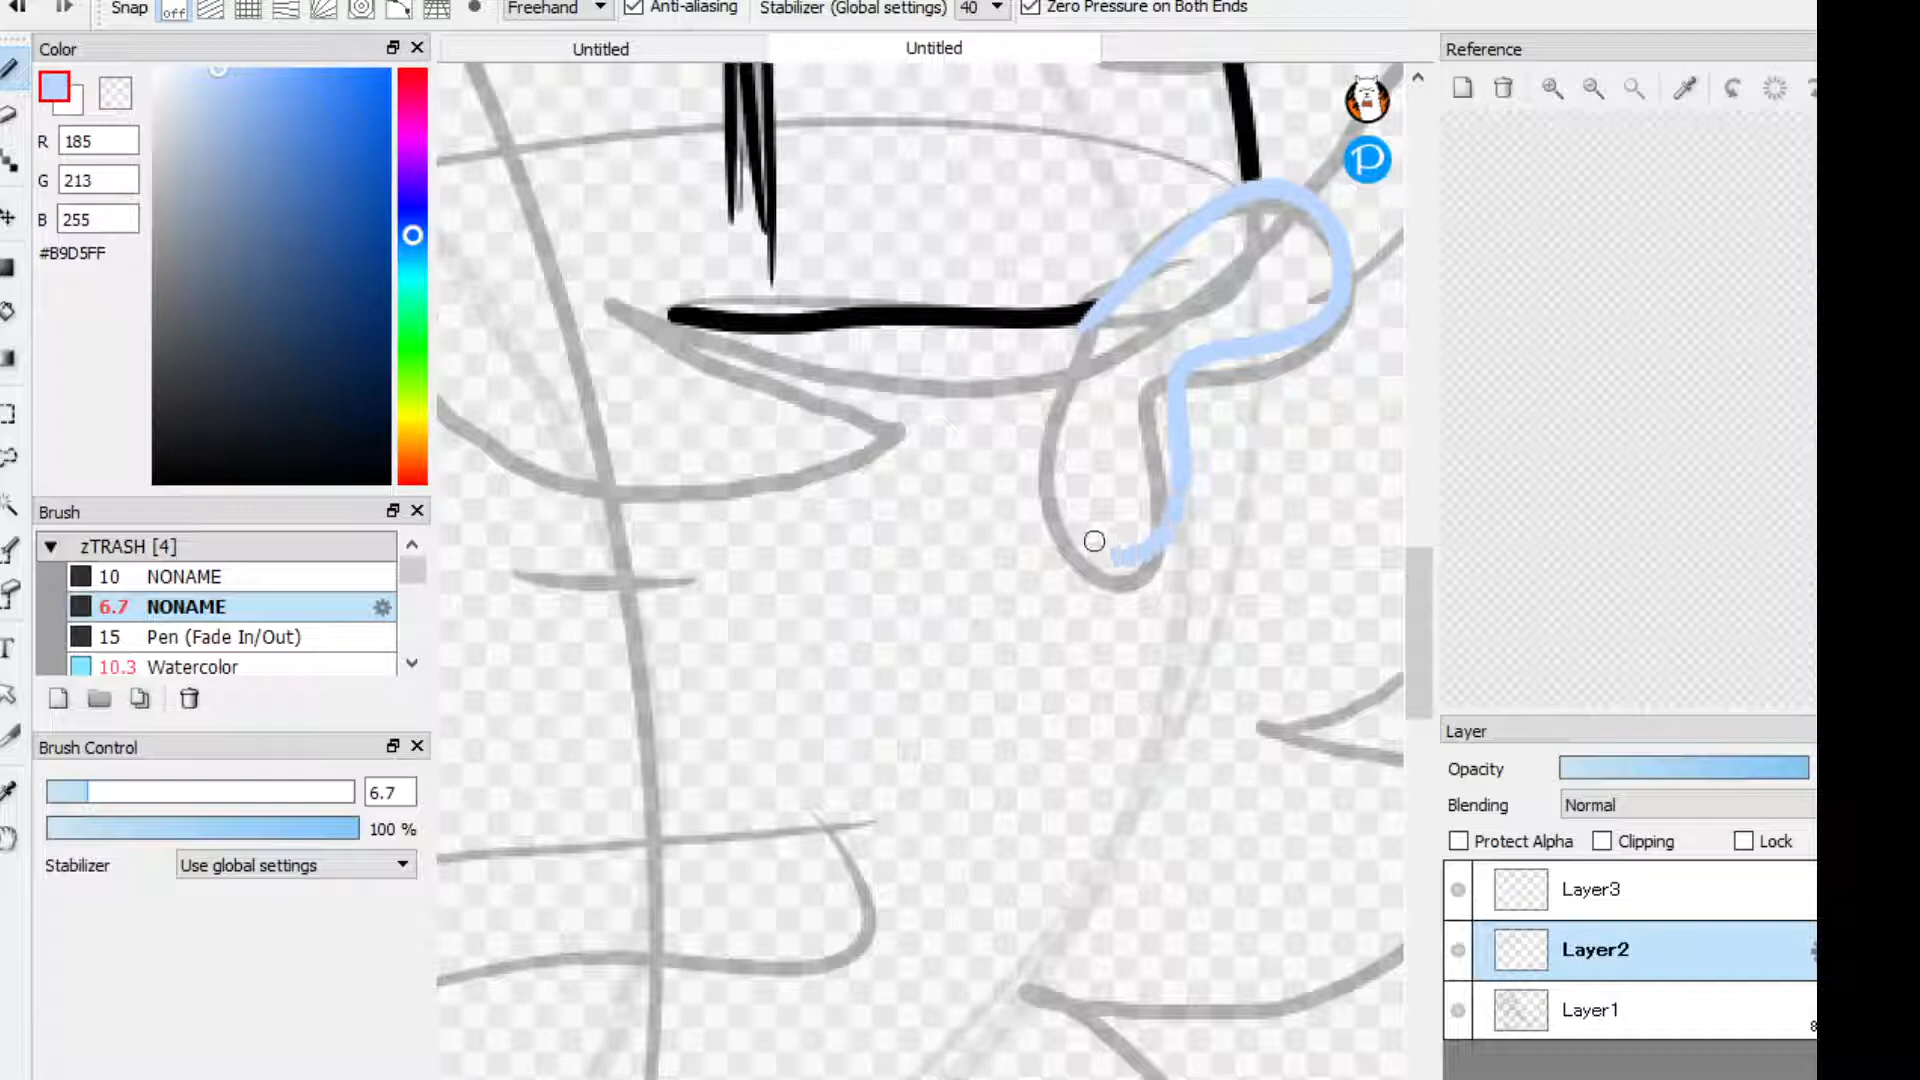 Snap off Freehand Anti-aliasing Stabilizer (Global settings) 40 Zero Pressure on Both Ends
Color
Untitled
Untitled
Reference
R 185
G 213
B 255
#B9D5FF
Brush
zTRASH [4]
10 NONAME
6.7 NONAME
15 Pen (Fade In/Out)
10.3 Watercolor
Brush Control
6.7
100 %
Stabilizer Use global settings
Layer
Opacity
Blending Normal
Protect Alpha Clipping Lock
Layer3
Layer2
Layer1
8